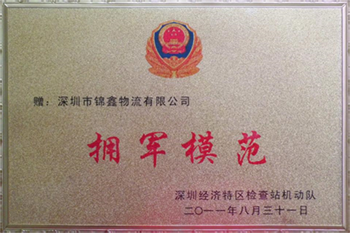 赠：深圳市锦鑫物流有限公司
拥军模范
深圳经济特区检查站机动队
二〇一一年八月三十一日